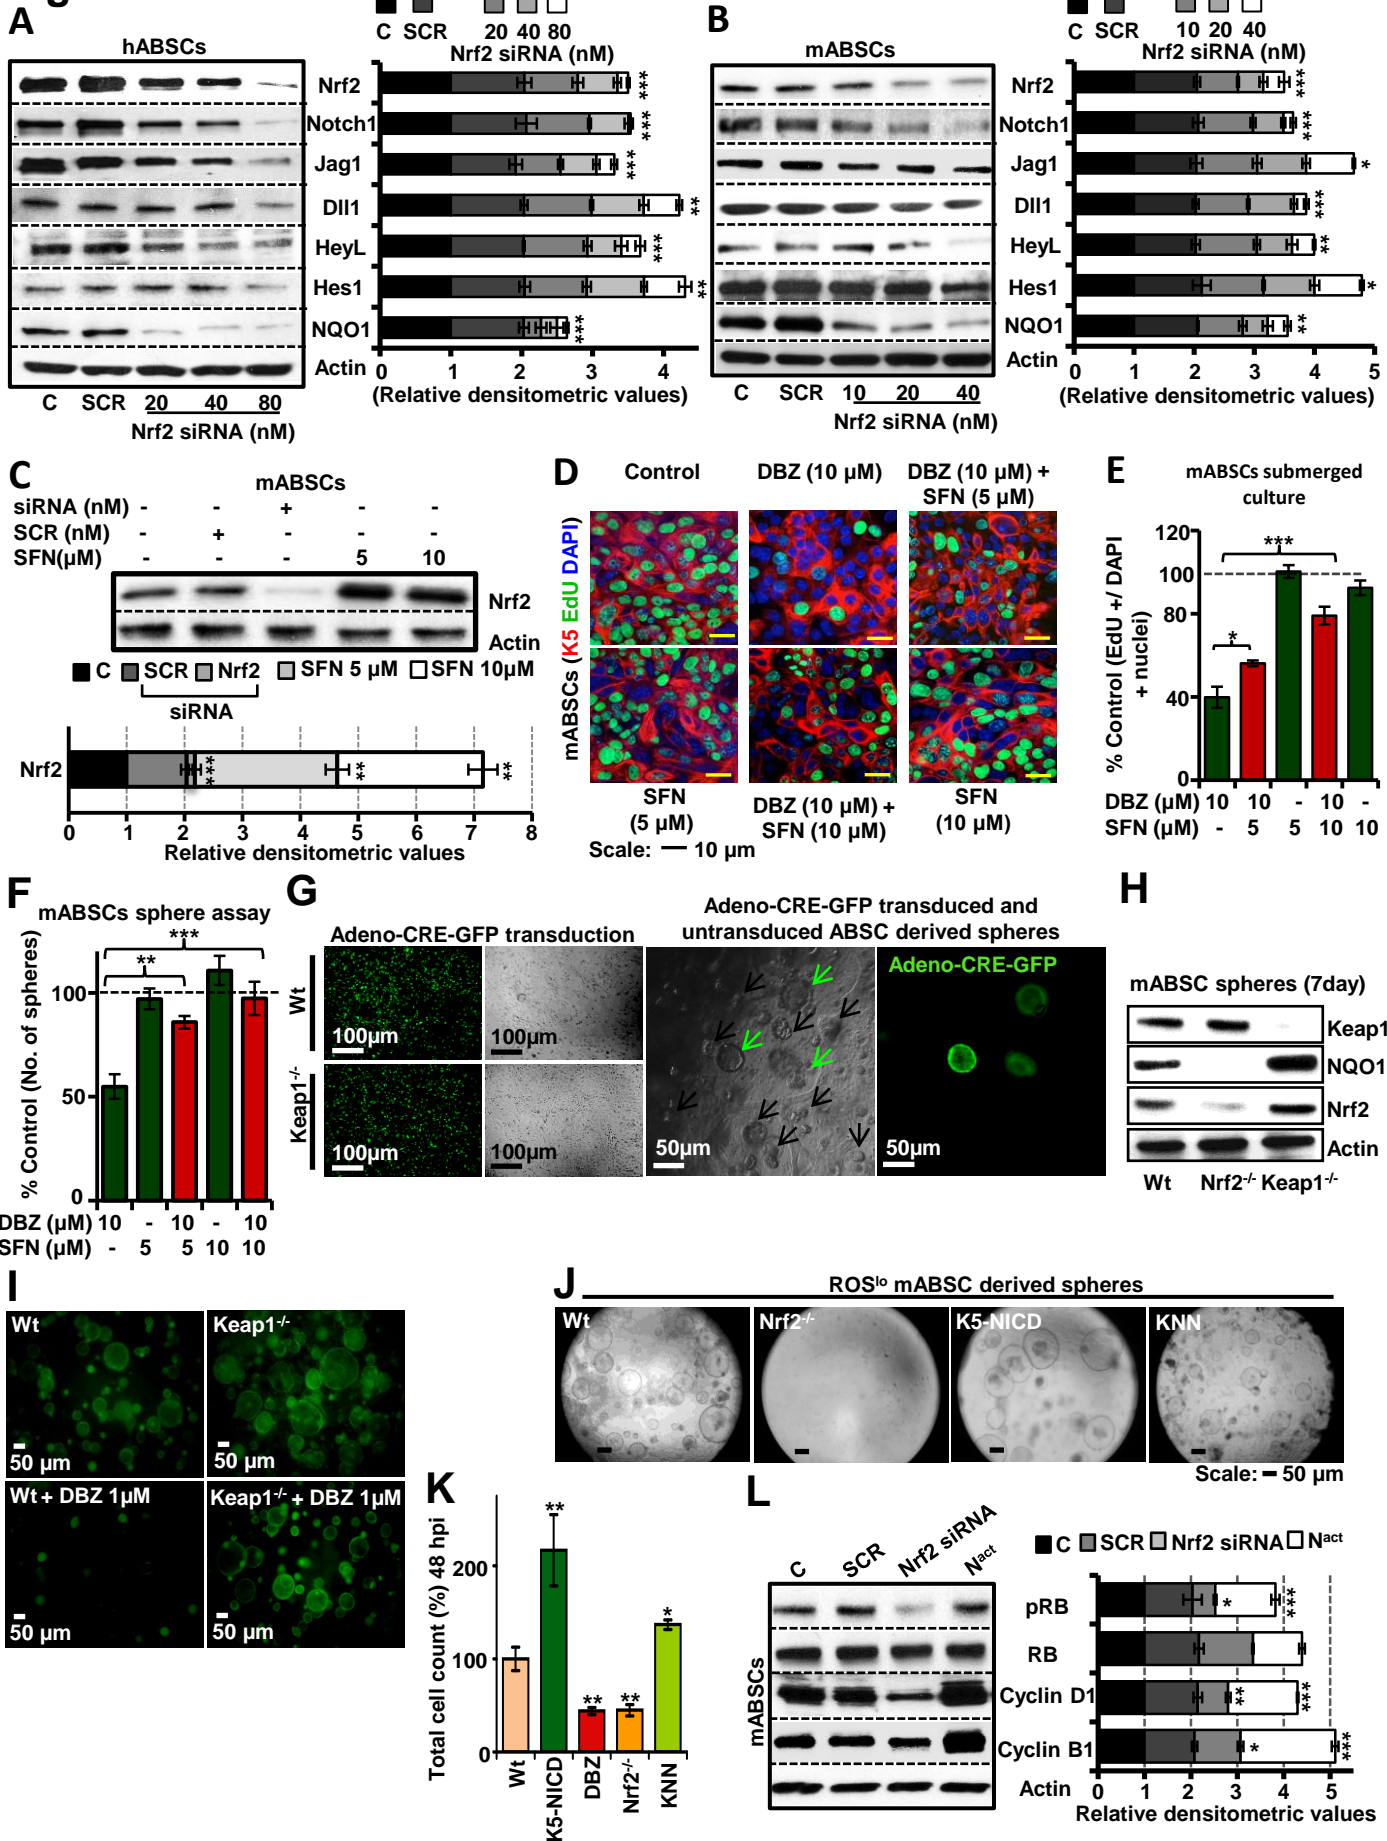 A
hABSCs
C SCR 20 40 80
Nrf2 siRNA (nM)
Nrf2
***
Notch1
***
Jag1
***
Dll1
**
HeyL
***
Hes1
**
NQO1
***
Actin
0 1 2 3 4
(Relative densitometric values)
C SCR 20 40 80
Nrf2 siRNA (nM)
B
mABSCs
C SCR 10 20 40
Nrf2 siRNA (nM)
Nrf2
***
Notch1
***
Jag1
*
Dll1
***
HeyL
**
Hes1
*
NQO1
**
Actin
0 1 2 3 4 5
(Relative densitometric values)
C SCR 10 20 40
Nrf2 siRNA (nM)
C
mABSCs
siRNA (nM) - - + - -
SCR (nM) - + - - -
SFN(µM) - - - 5 10
Nrf2
Actin
C SCR Nrf2 SFN 5 µM SFN 10µM
siRNA
Nrf2
*** ** **
0 1 2 3 4 5 6 7 8
Relative densitometric values
D
Control DBZ (10 µM) DBZ (10 µM) +
SFN (5 µM)
mABSCs (K5 EdU DAPI)
SFN
(5 µM)
DBZ (10 µM) +
SFN (10 µM)
SFN
(10 µM)
Scale: 10 µm
E
mABSCs submerged
culture
% Control (EdU +/ DAPI
+ nuclei)
120
100
80
40
0
***
*
DBZ (µM) 10 10 - 10 -
SFN (µM) - 5 5 10 10
F
mABSCs sphere assay
% Control (No. of spheres)
***
**
100
50
0
DBZ (µM) 10 - 10 - 10
SFN (µM) - 5 5 10 10
G
Adeno-CRE-GFP transduction
Adeno-CRE-GFP transduced and
untransduced ABSC derived spheres
Wt
100µm
100µm
Keap1-/-
100µm
100µm
50µm
Adeno-CRE-GFP
50µm
H
mABSC spheres (7day)
Keap1
NQO1
Nrf2
Actin
Wt Nrf2-/- Keap1-/-
I
Wt
50 µm
Keap1-/-
50 µm
Wt + DBZ 1µM
50 µm
Keap1-/- + DBZ 1µM
50 µm
J
ROSlo mABSC derived spheres
Wt
Nrf2-/-
K5-NICD
KNN
Scale: 50 µm
K
Total cell count (%) 48 hpi
200
100
0
** ** ** *
Wt
K5-NICD
DBZ
Nrf2-/-
KNN
L
C SCR Nrf2 siRNA Nact
mABSCs
C SCR Nrf2 siRNA Nact
pRB
* ***
RB
Cyclin D1
** ***
Cyclin B1
* ***
Actin
0 1 2 3 4 5
Relative densitometric values